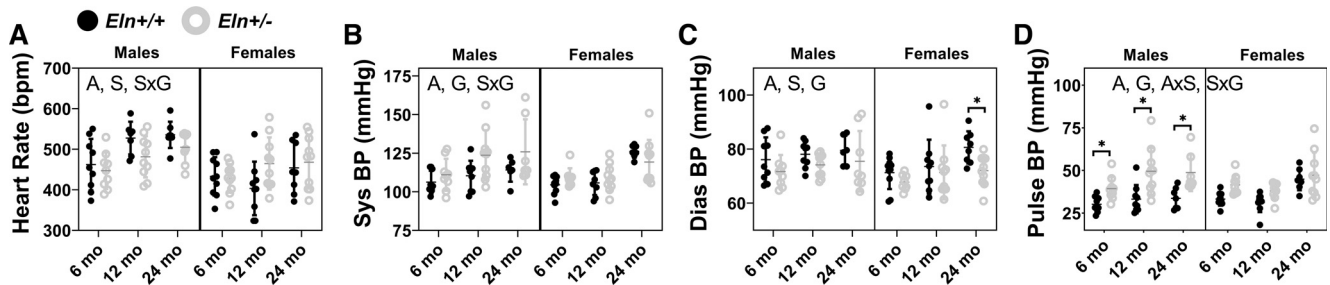 Eln+/+ Eln+/-
A
Males Females
Heart Rate (bpm)
700
600
500
400
300
A, S, SxG
6 mo 12 mo 24 mo 6 mo 12 mo 24 mo
B
Males Females
Sys BP (mmHg)
175
150
125
100
75
A, G, SxG
6 mo 12 mo 24 mo 6 mo 12 mo 24 mo
C
Males Females
Dias BP (mmHg)
100
80
60
A, S, G
*
6 mo 12 mo 24 mo 6 mo 12 mo 24 mo
D
Males Females
Pulse BP (mmHg)
100
75
50
25
A, G, AxS, SxG
* * *
6 mo 12 mo 24 mo 6 mo 12 mo 24 mo